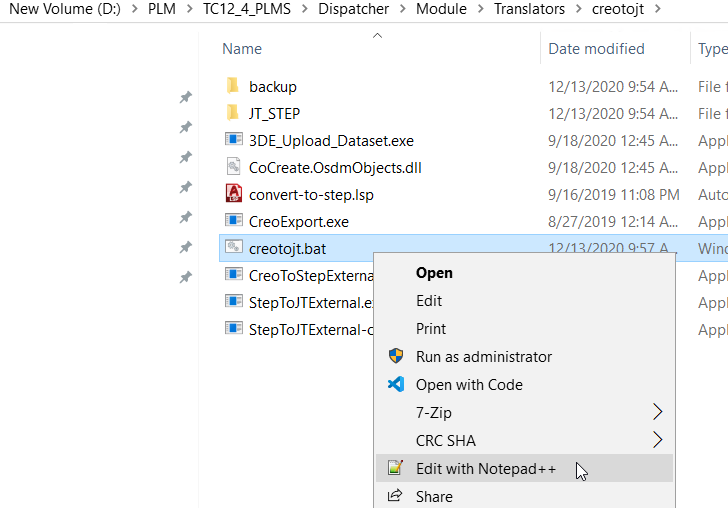 New Volume (D:) > PLM > TC12_4_PLMS > Dispatcher > Module > Translators > creotojt >
Name Date modified Type
backup 12/13/2020 9:54 A... File f
JT_STEP 12/13/2020 9:54 A... File f
3DE_Upload_Dataset.exe 9/18/2020 12:45 A... Appl
CoCreate.OsdmObjects.dll 9/18/2020 12:45 A... Appl
convert-to-step.lsp 9/16/2019 11:08 PM Auto
CreoExport.exe 8/27/2019 12:14 A... Appl
creotojt.bat 12/13/2020 9:57 A... Wind
CreoToStepExterna Appl
StepToJTExternal.e Appl
StepToJTExternal-c Appl
Open
Edit
Print
Run as administrator
Open with Code
7-Zip
CRC SHA
Edit with Notepad++
Share